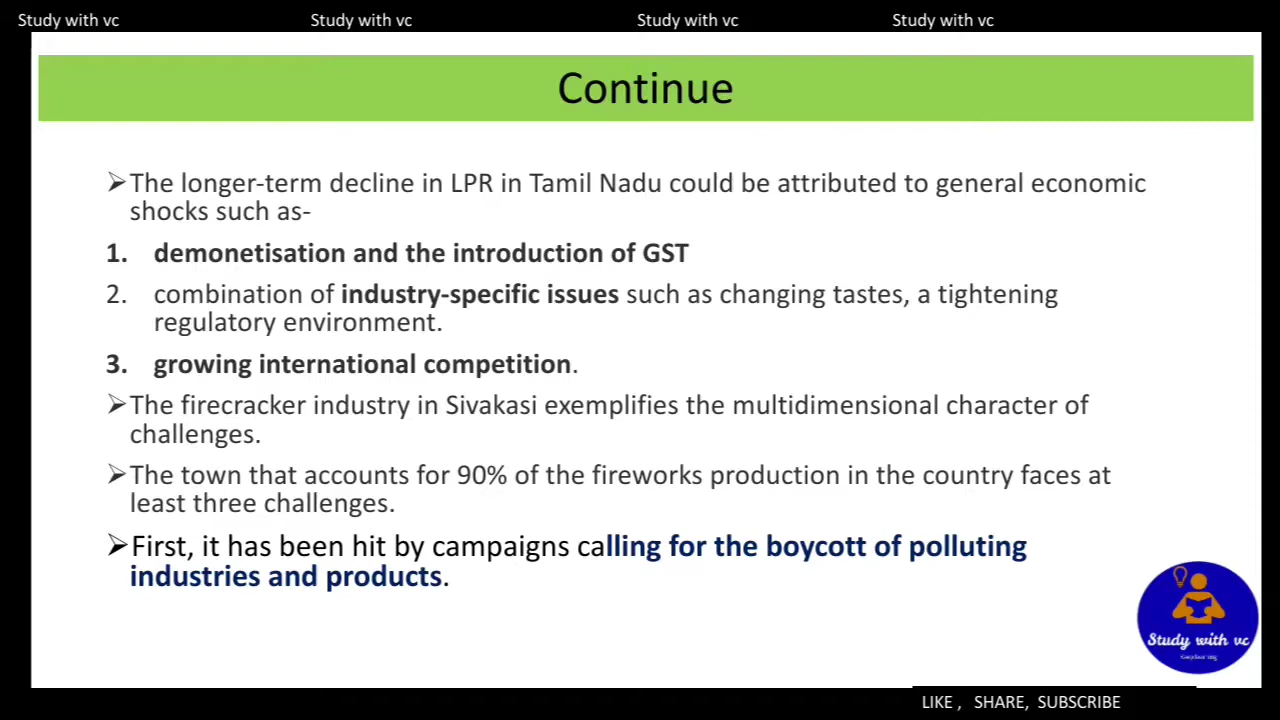 Study with vc Study with vc Study with vc Study with vc
Continue
➢The longer-term decline in LPR in Tamil Nadu could be attributed to general economic
shocks such as-
1. demonetisation and the introduction of GST
2. combination of industry-specific issues such as changing tastes, a tightening
regulatory environment.
3. growing international competition.
➢The firecracker industry in Sivakasi exemplifies the multidimensional character of
challenges.
➢The town that accounts for 90% of the fireworks production in the country faces at
least three challenges.
➢First, it has been hit by campaigns calling for the boycott of polluting
industries and products.
Study with vc
LIKE , SHARE, SUBSCRIBE